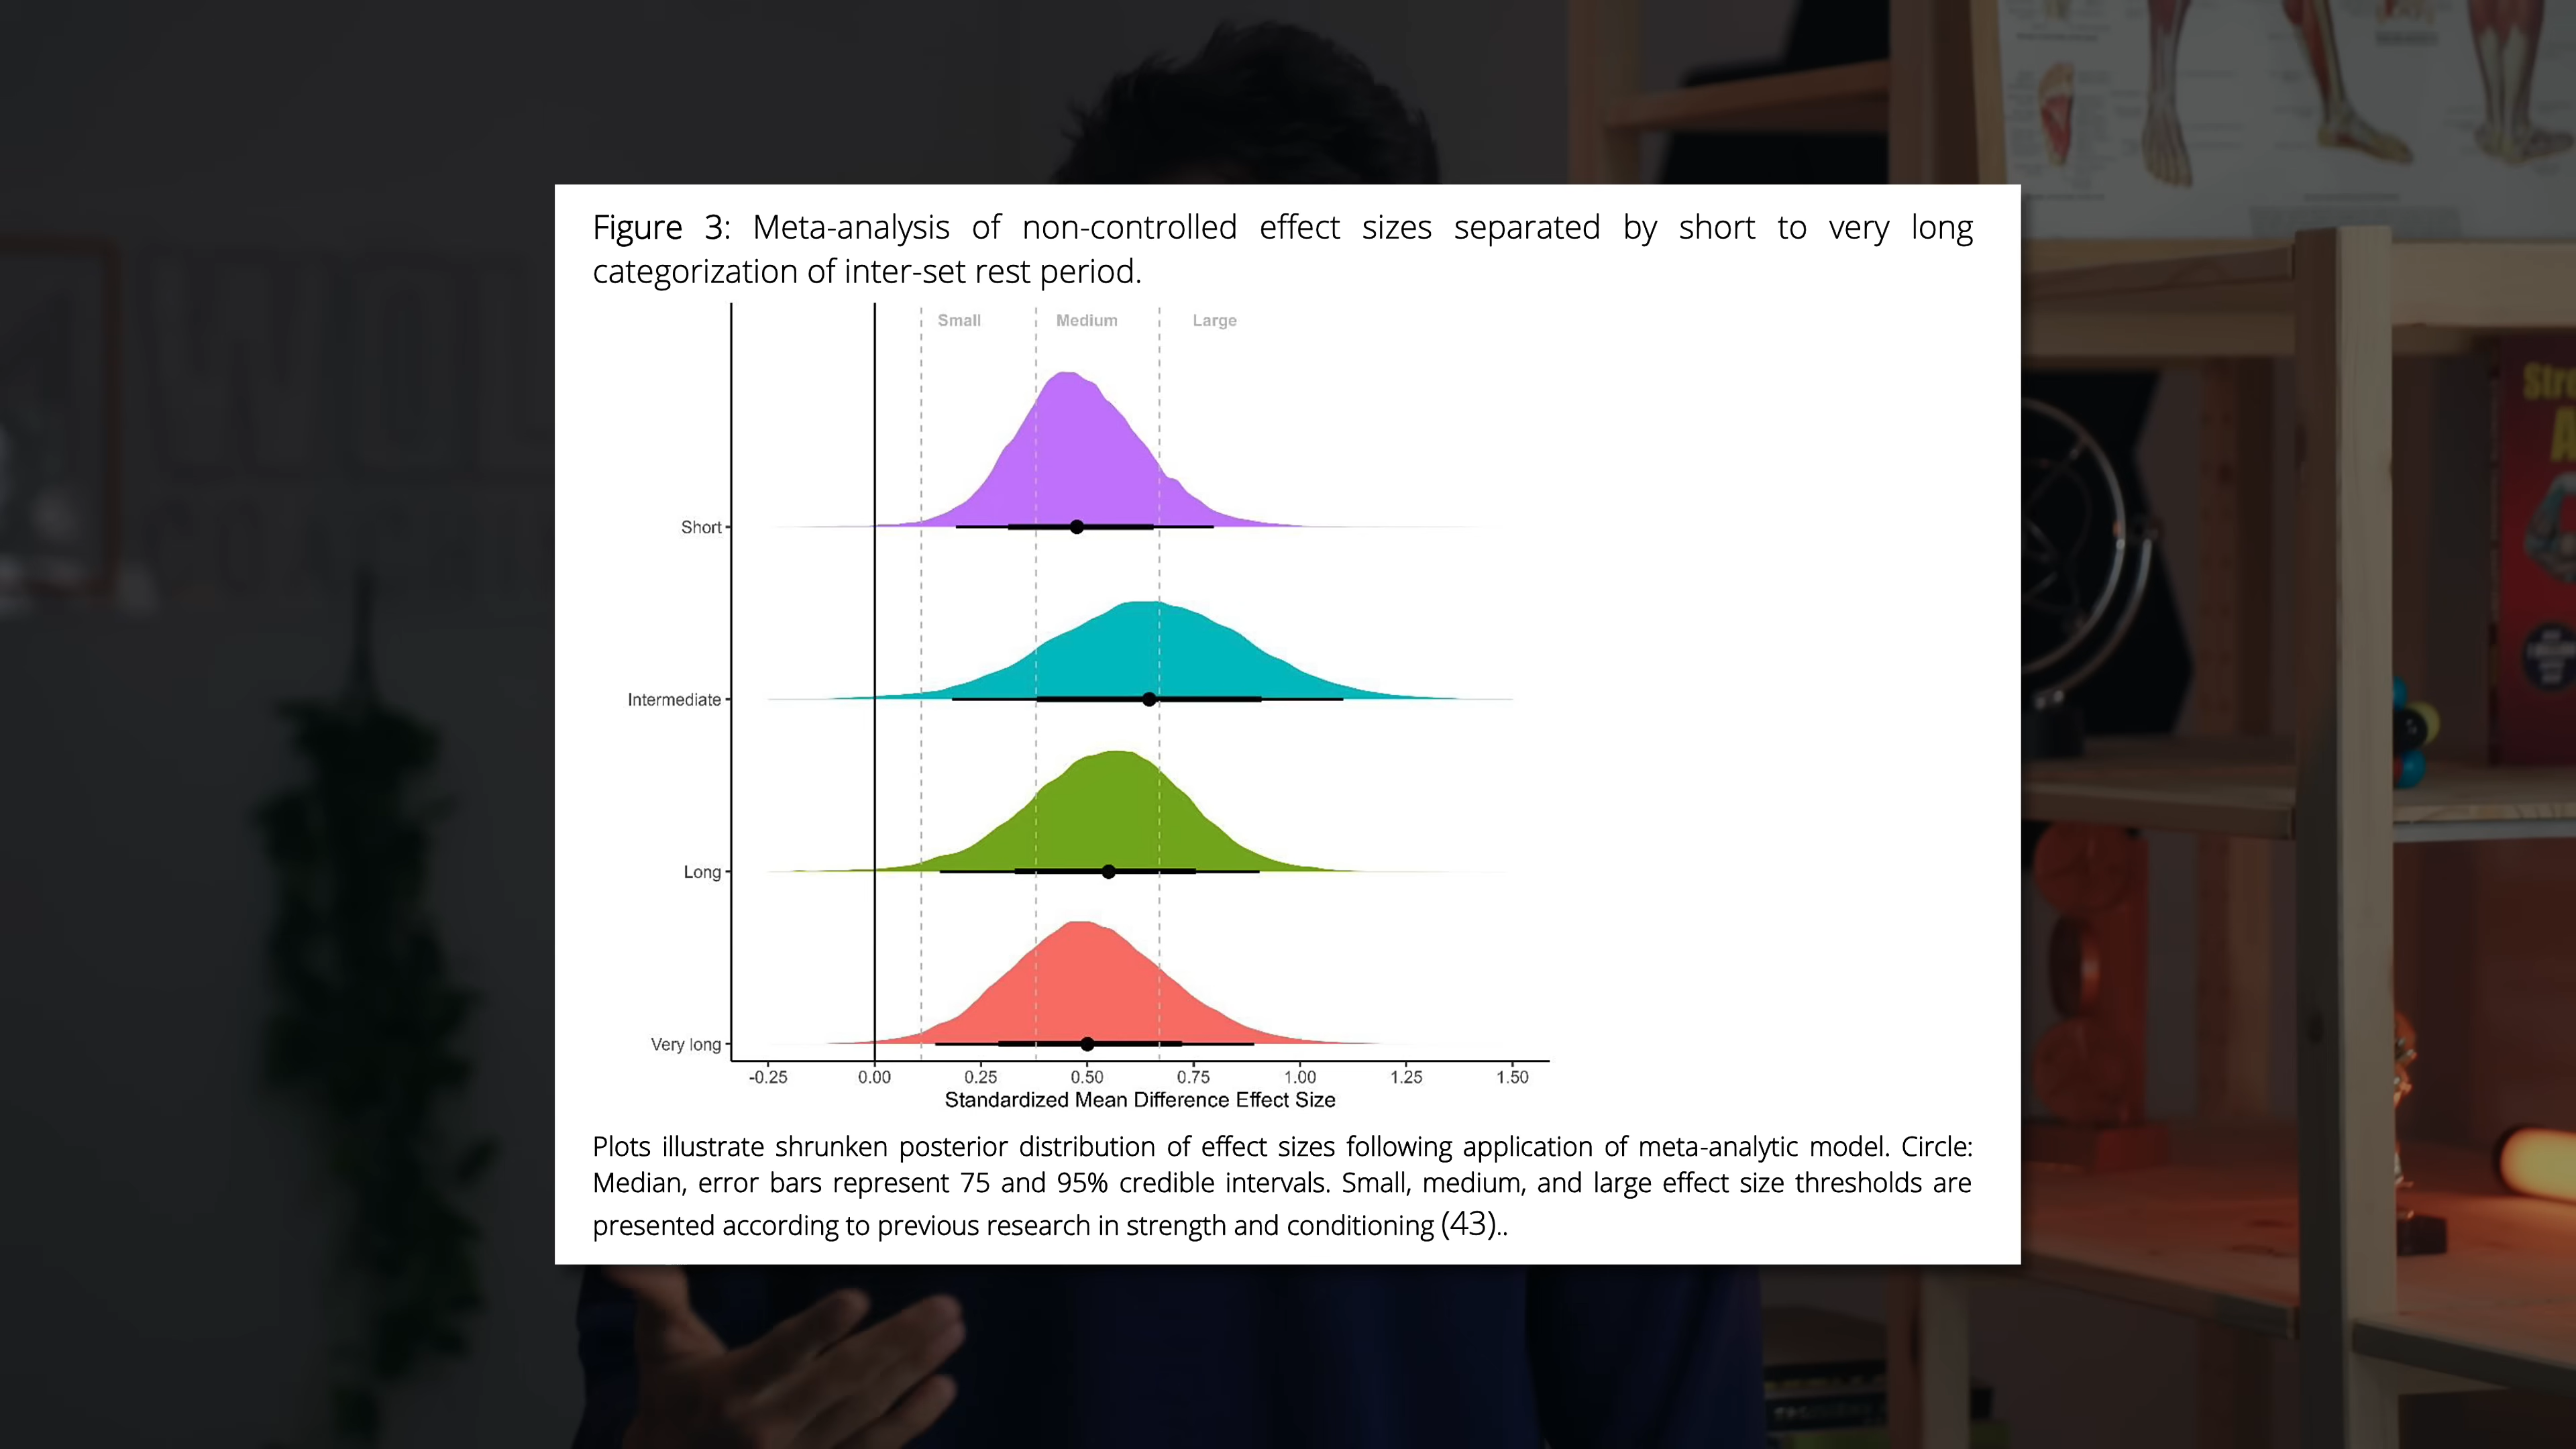 Figure 3: Meta-analysis of non-controlled effect sizes separated by short to very long
categorization of inter-set rest period.
Small Medium Large
Short
Intermediate
Long
Very long
-0.25 0.00 0.25 0.50 0.75 1.00 1.25 1.50
Standardized Mean Difference Effect Size
Plots illustrate shrunken posterior distribution of effect sizes following application of meta-analytic model. Circle:
Median, error bars represent 75 and 95% credible intervals. Small, medium, and large effect size thresholds are
presented according to previous research in strength and conditioning (43)..